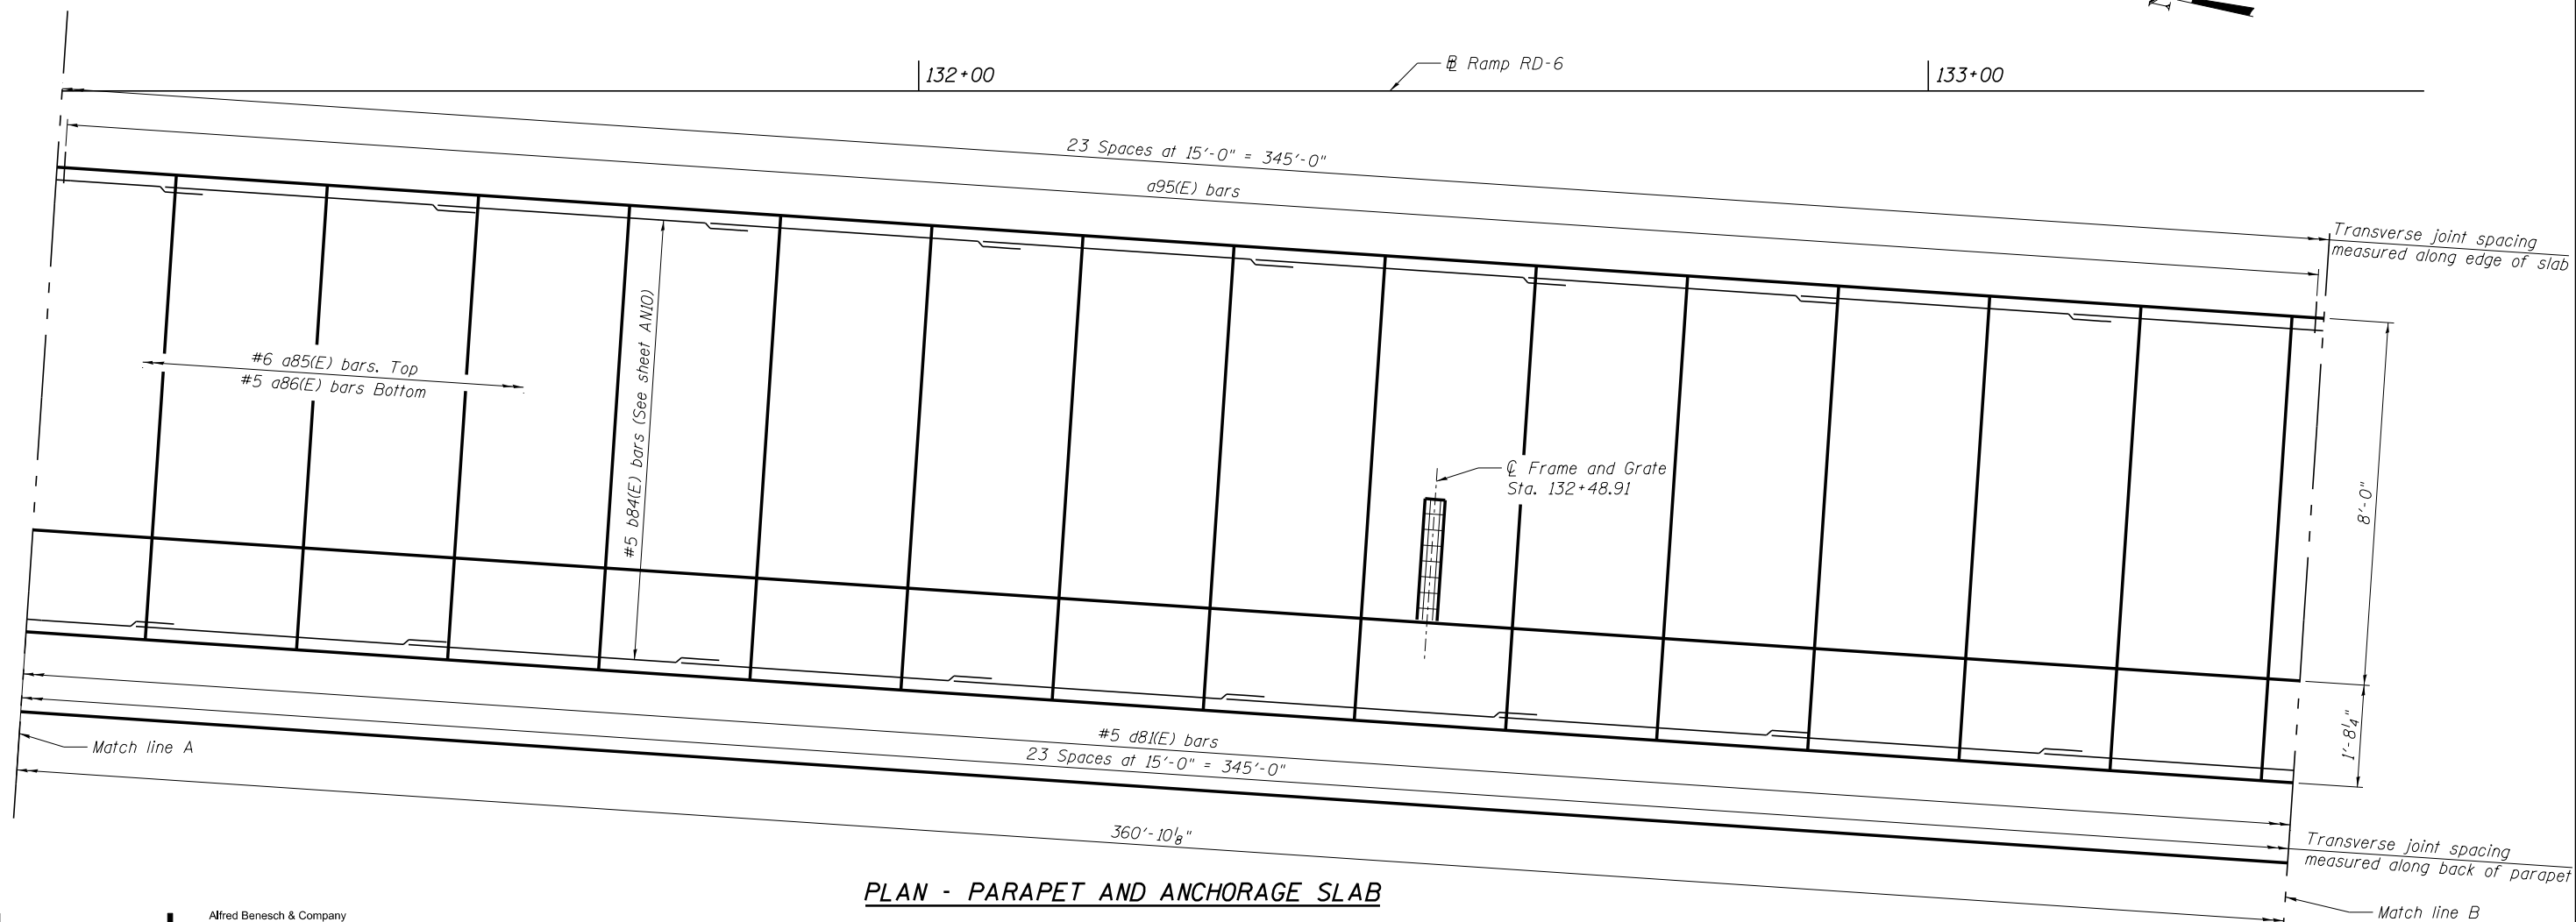 132+00
℄ Ramp RD-6
133+00
23 Spaces at 15'-0" = 345'-0"
a95(E) bars
Transverse joint spacing
measured along edge of slab
#6 a85(E) bars. Top
#5 a86(E) bars Bottom
#5 b84(E) bars (See sheet AN10)
℄ Frame and Grate
Sta. 132+48.91
8'-0"
1'-8¼"
Match line A
#5 d81(E) bars
23 Spaces at 15'-0" = 345'-0"
360'-10⅛"
Transverse joint spacing
measured along back of parapet
Match line B
PLAN - PARAPET AND ANCHORAGE SLAB
Alfred Benesch & Company